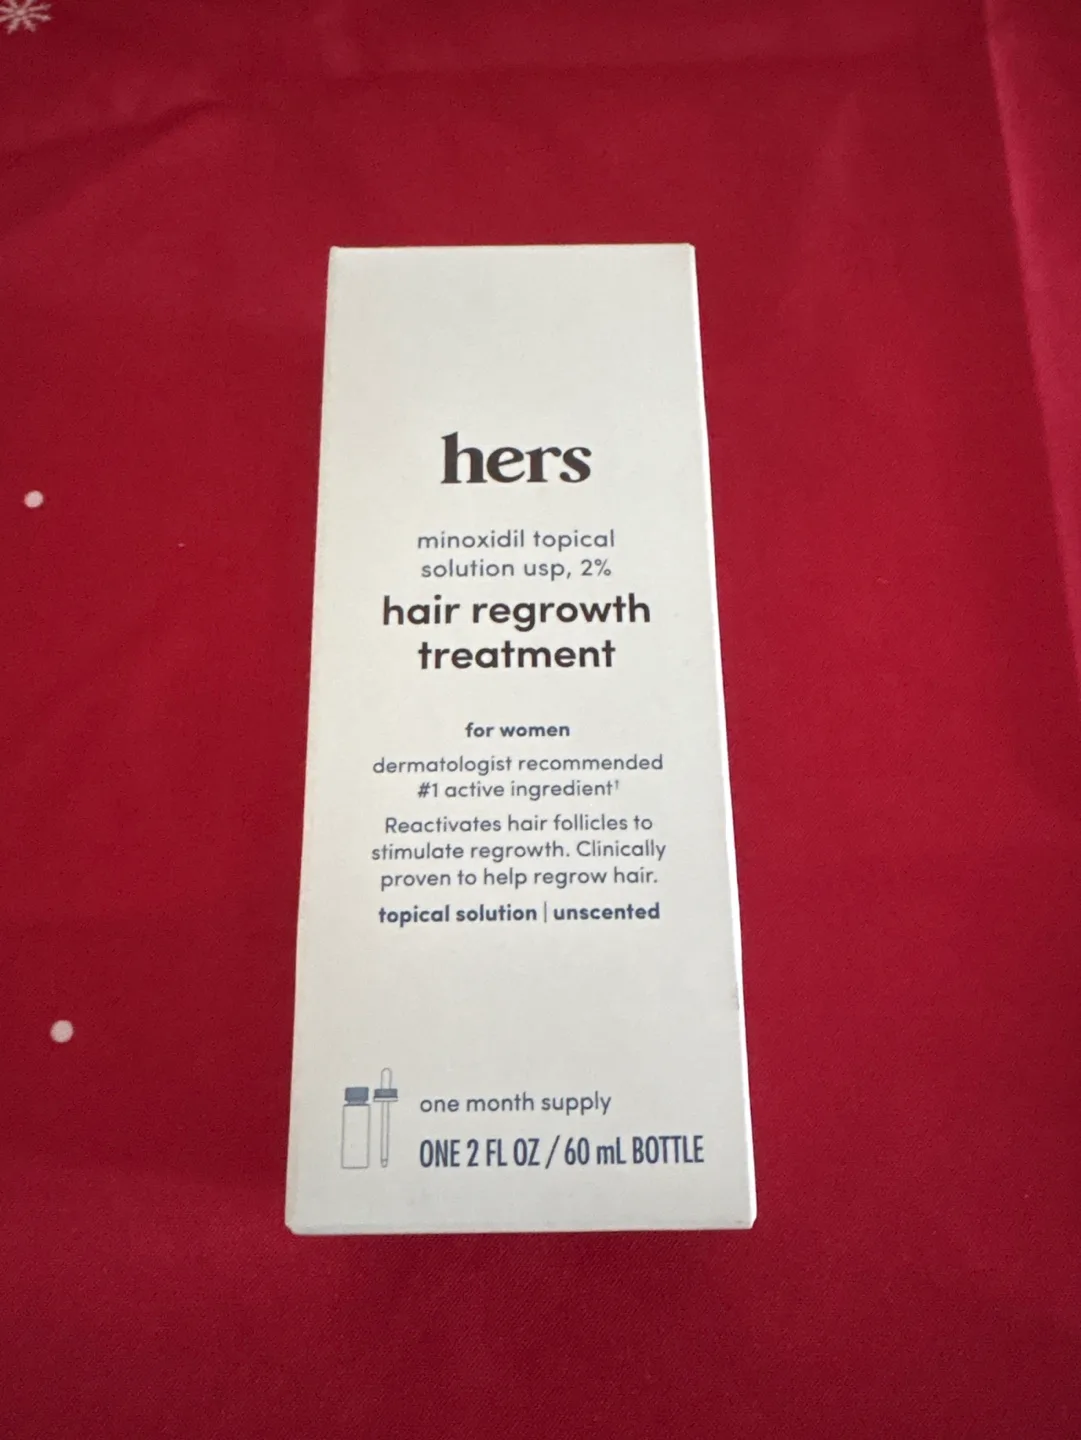 hers
minoxidil topical
solution usp, 2%
hair regrowth
treatment
for women
dermatologist recommended
#1 active ingredient†
Reactivates hair follicles to
stimulate regrowth. Clinically
proven to help regrow hair.
topical solution | unscented
one month supply
ONE 2 FL OZ / 60 mL BOTTLE